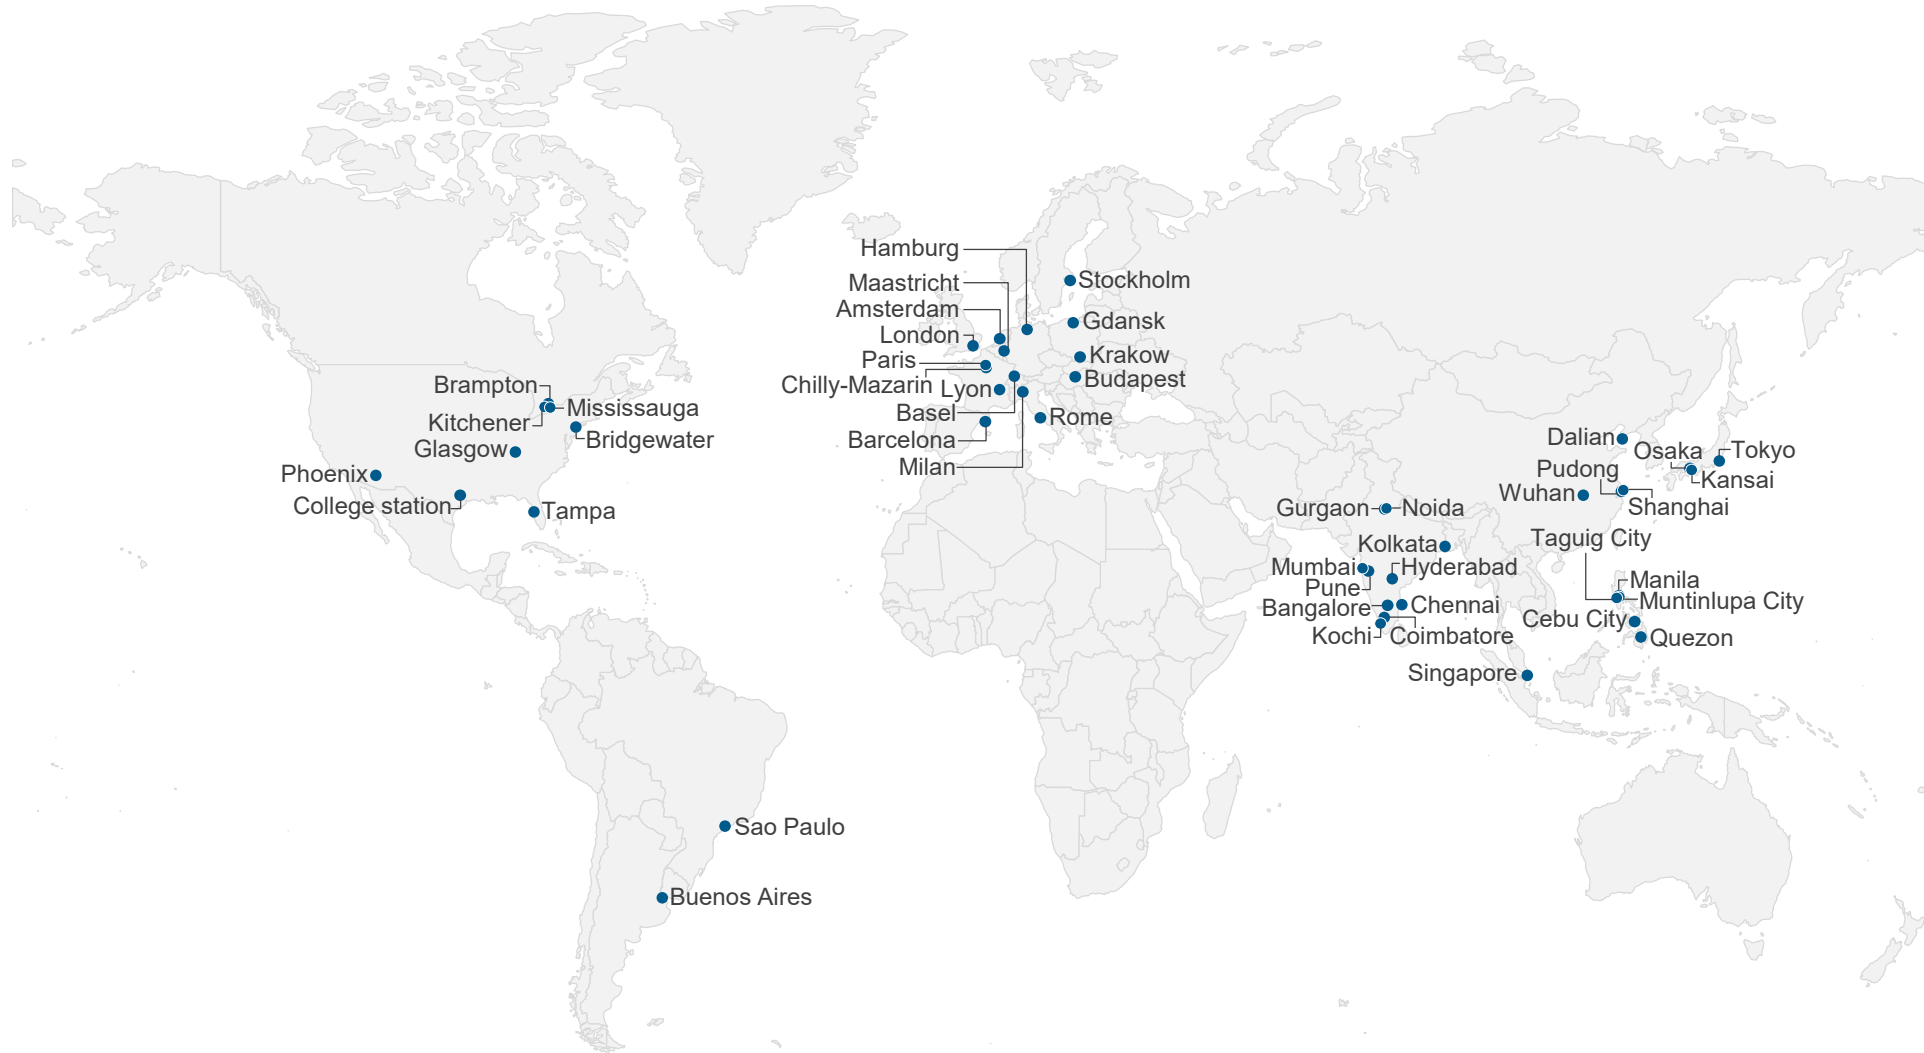 Hamburg
Maastricht
Stockholm
Amsterdam
Gdansk
London
Krakow
Paris
Budapest
Chilly-Mazarin
Lyon
Basel
Rome
Barcelona
Milan
Brampton
Mississauga
Kitchener
Bridgewater
Glasgow
Phoenix
College station
Tampa
Dalian
Osaka
Tokyo
Pudong
Kansai
Wuhan
Shanghai
Gurgaon
Noida
Taguig City
Kolkata
Mumbai
Hyderabad
Pune
Manila
Bangalore
Chennai
Muntinlupa City
Cebu City
Kochi
Coimbatore
Quezon
Singapore
Sao Paulo
Buenos Aires